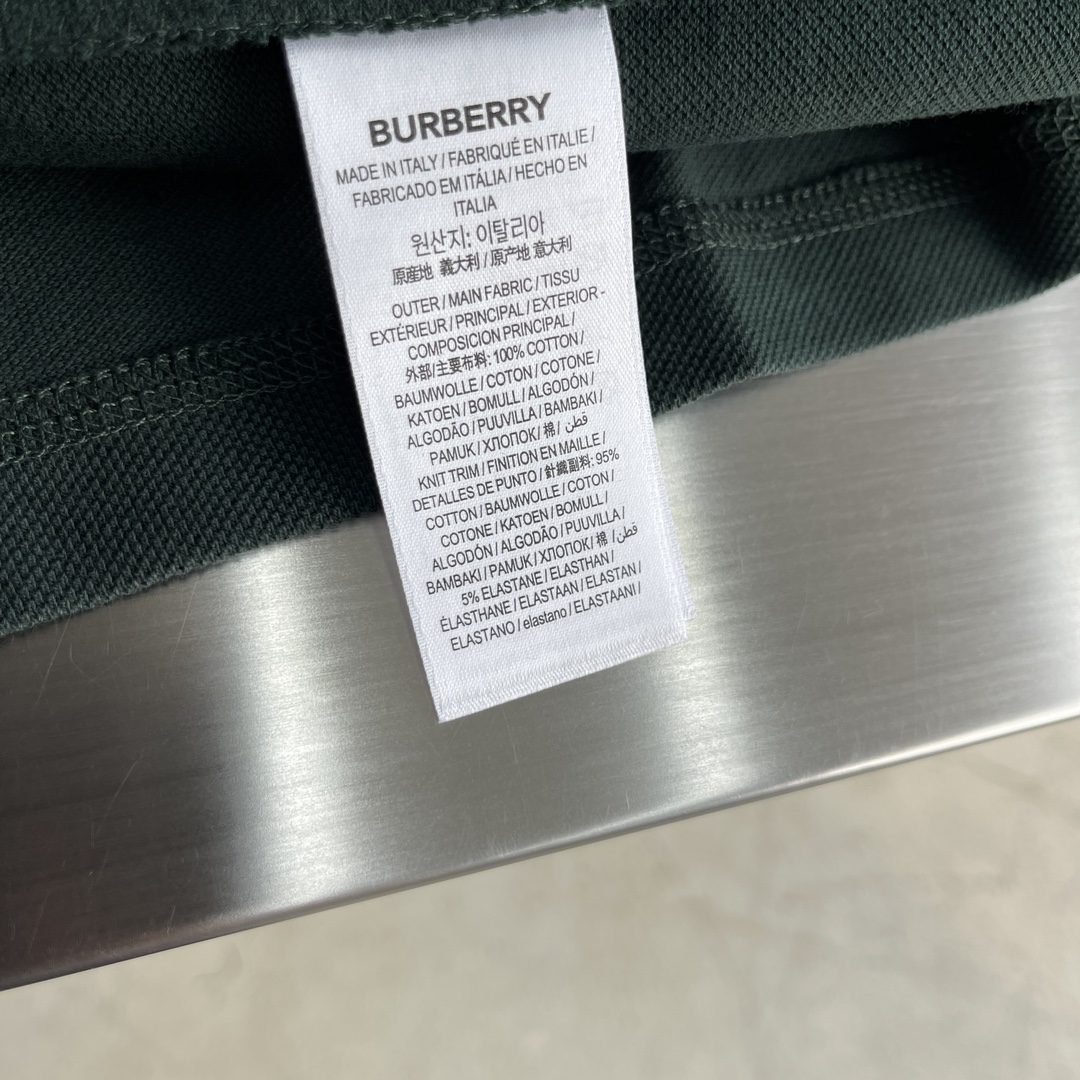 BURBERRY
MADE IN ITALY / FABRIQUÉ EN ITALIE /
FABRICADO EM ITÁLIA / HECHO EN
ITALIA
원산지: 이탈리아
原産地 義大利 / 原产地 意大利
OUTER / MAIN FABRIC / TISSU
EXTÉRIEUR / PRINCIPAL / EXTERIOR -
COMPOSICION PRINCIPAL /
外部/主要布料: 100% COTTON /
BAUMWOLLE / COTON / COTONE /
KATOEN / BOMULL / ALGODÓN /
ALGODÃO / PUUVILLA / BAMBAKI /
PAMUK / ХЛОПОК / 棉 / قطن /
KNIT TRIM / FINITION EN MAILLE /
DETALLES DE PUNTO / 針織副料: 95%
COTTON / BAUMWOLLE / COTON /
COTONE / KATOEN / BOMULL /
ALGODÓN / ALGODÃO / PUUVILLA /
BAMBAKI / PAMUK / ХЛОПОК / 棉 / قطن
5% ELASTANE / ELASTHAN /
ÉLASTHANE / ELASTAAN / ELASTAN /
ELASTANO / elastano / ELASTAANI /